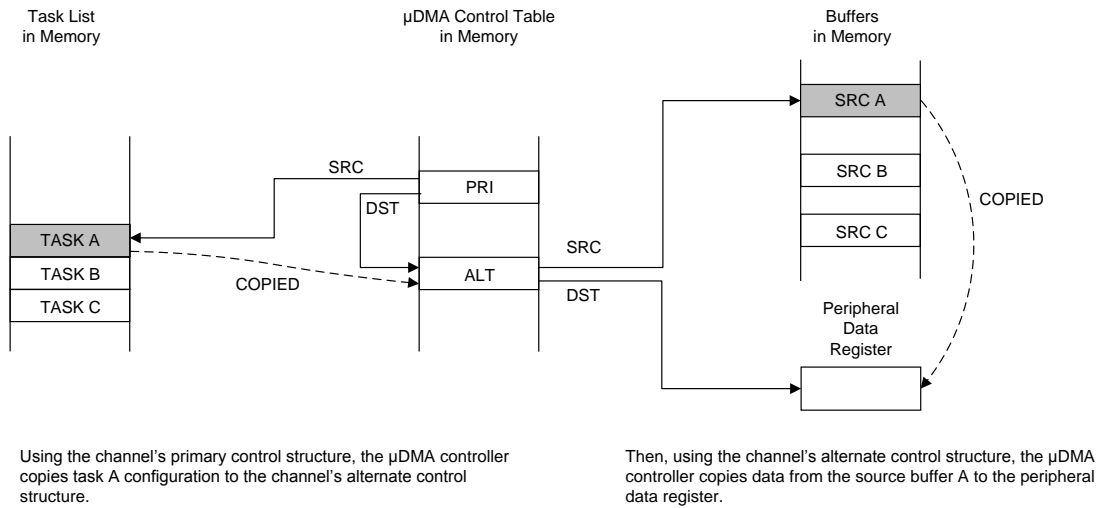 Task List
in Memory
µDMA Control Table
in Memory
Buffers
in Memory
SRC A
SRC
PRI
SRC B
DST
COPIED
SRC C
TASK A
SRC
TASK B
COPIED
ALT
DST
TASK C
Peripheral
Data
Register
Using the channel's primary control structure, the µDMA controller
copies task A configuration to the channel's alternate control
structure.
Then, using the channel's alternate control structure, the µDMA
controller copies data from the source buffer A to the peripheral
data register.